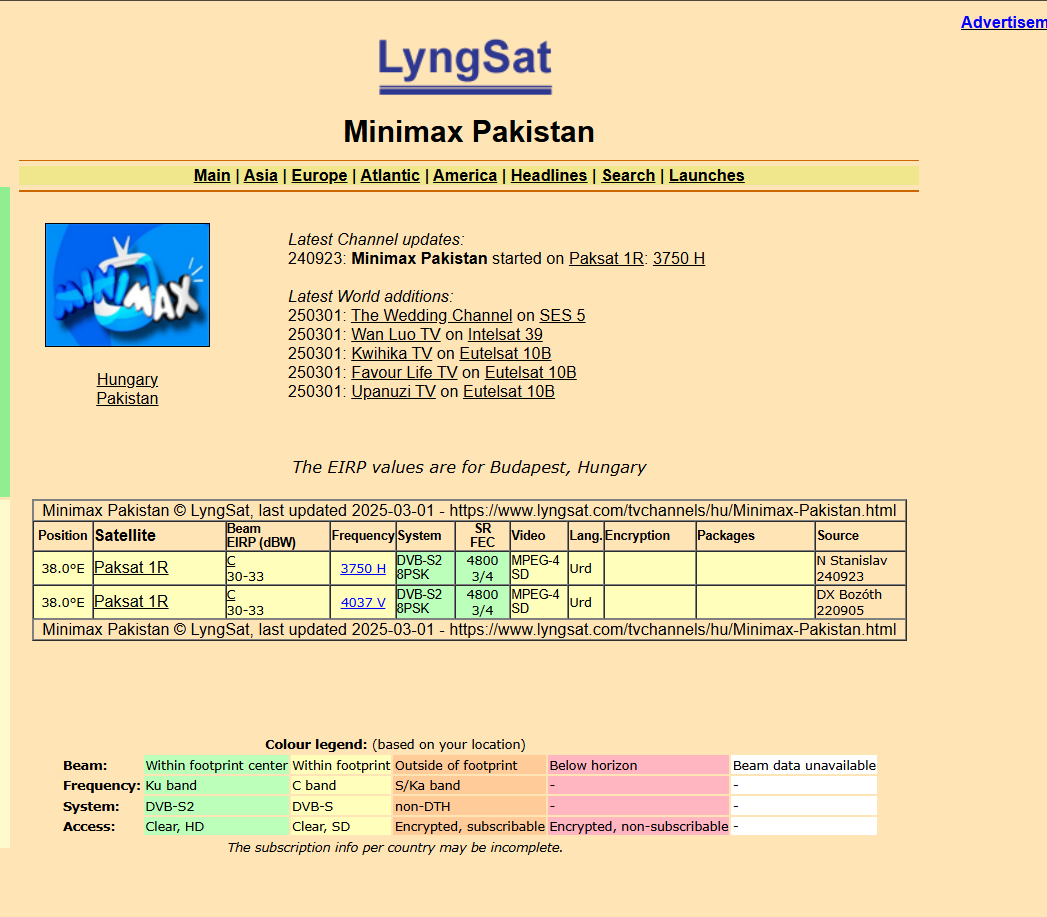 Advertisem
LyngSat
Minimax Pakistan
Main | Asia | Europe | Atlantic | America | Headlines | Search | Launches
MINIMAX
Hungary
Pakistan
Latest Channel updates:
240923: Minimax Pakistan started on Paksat 1R: 3750 H
Latest World additions:
250301: The Wedding Channel on SES 5
250301: Wan Luo TV on Intelsat 39
250301: Kwihika TV on Eutelsat 10B
250301: Favour Life TV on Eutelsat 10B
250301: Upanuzi TV on Eutelsat 10B
The EIRP values are for Budapest, Hungary
Minimax Pakistan © LyngSat, last updated 2025-03-01 - https://www.lyngsat.com/tvchannels/hu/Minimax-Pakistan.html
Position Satellite Beam EIRP (dBW) Frequency System SR FEC Video Lang. Encryption Packages Source
38.0°E Paksat 1R C 30-33 3750 H DVB-S2 8PSK 4800 3/4 MPEG-4 SD Urd N Stanislav 240923
38.0°E Paksat 1R C 30-33 4037 V DVB-S2 8PSK 4800 3/4 MPEG-4 SD Urd DX Bozóth 220905
Minimax Pakistan © LyngSat, last updated 2025-03-01 - https://www.lyngsat.com/tvchannels/hu/Minimax-Pakistan.html
Colour legend: (based on your location)
Beam: Within footprint center Within footprint Outside of footprint Below horizon Beam data unavailable
Frequency: Ku band C band S/Ka band - -
System: DVB-S2 DVB-S non-DTH - -
Access: Clear, HD Clear, SD Encrypted, subscribable Encrypted, non-subscribable -
The subscription info per country may be incomplete.